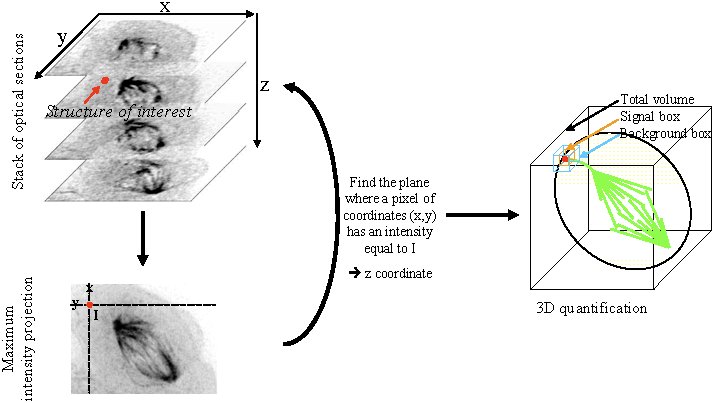 x
y
z
Stack of optical sections
Structure of interest
Find the plane
where a pixel of
coordinates (x,y)
has an intensity
equal to I
➔ z coordinate
Total volume
Signal box
Background box
3D quantification
Maximum
intensity projection
x
y
I